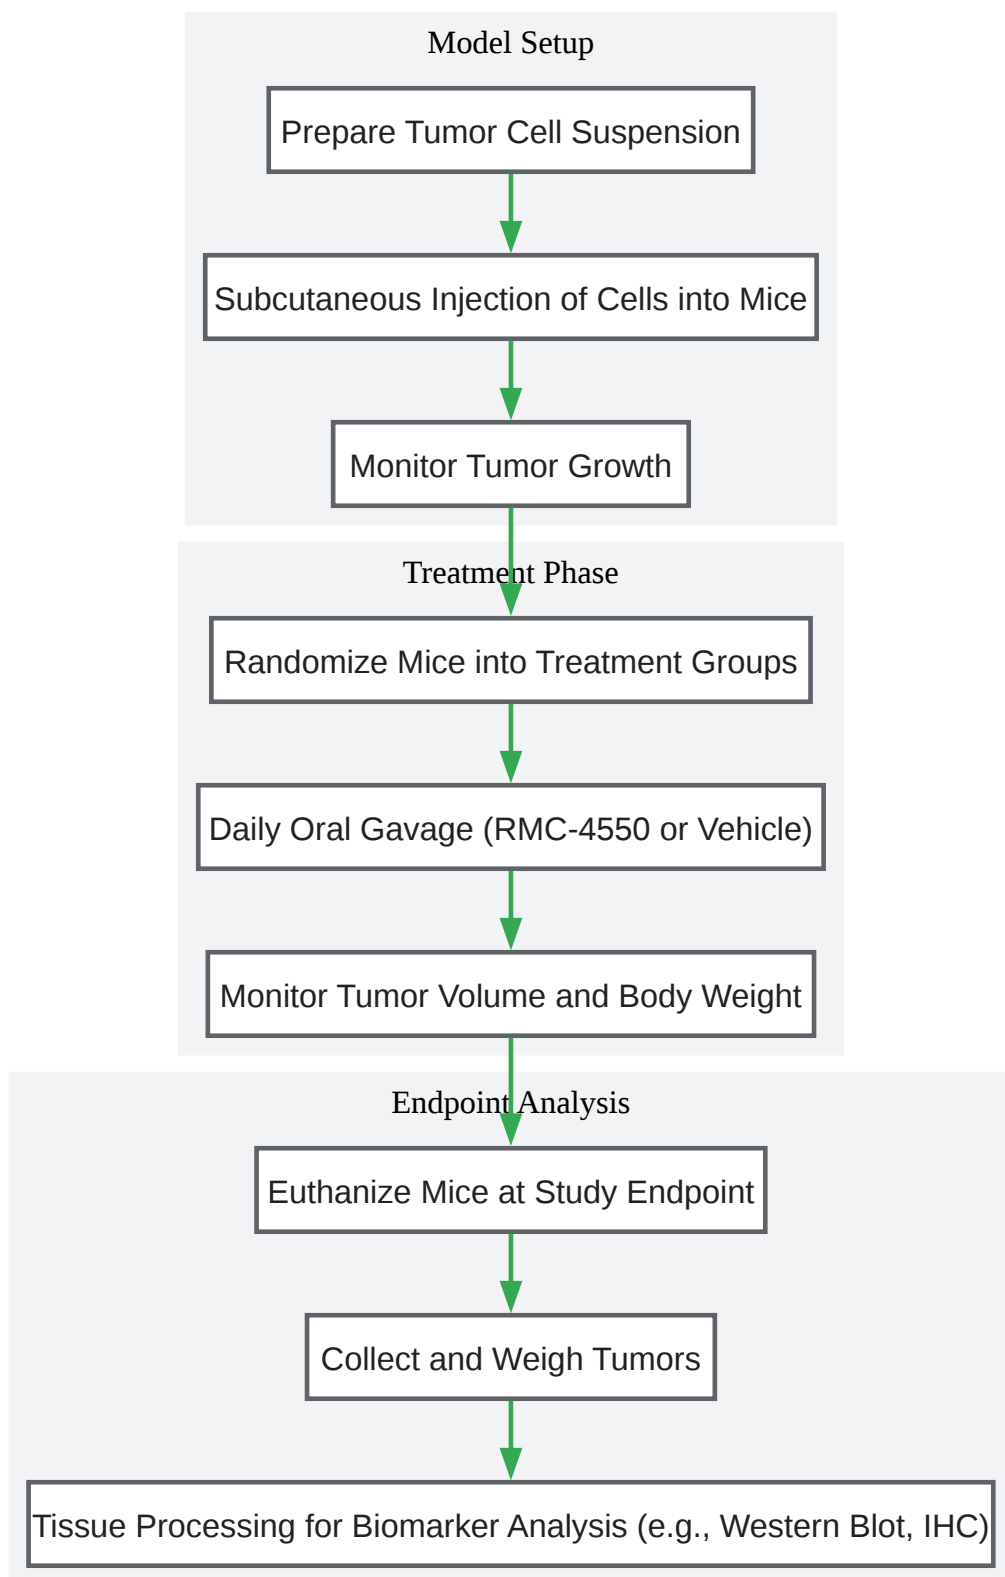 Model Setup
Prepare Tumor Cell Suspension
Subcutaneous Injection of Cells into Mice
Monitor Tumor Growth
Treatment Phase
Randomize Mice into Treatment Groups
Daily Oral Gavage (RMC-4550 or Vehicle)
Monitor Tumor Volume and Body Weight
Endpoint Analysis
Euthanize Mice at Study Endpoint
Collect and Weigh Tumors
Tissue Processing for Biomarker Analysis (e.g., Western Blot, IHC)